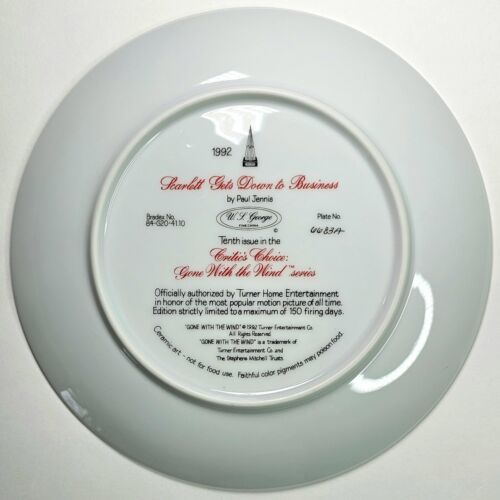 1992
Scarlett Gets Down to Business
by Paul Jennis
Bradex No.
84-G20-41.10
W. L. George
FINE CHINA
©
Plate No.
4483A
Tenth issue in the
Critic's Choice:
Gone With the Wind™ series
Officially authorized by Turner Home Entertainment
in honor of the most popular motion picture of all time.
Edition strictly limited to a maximum of 150 firing days.
"GONE WITH THE WIND" © 1992 Turner Entertainment Co.
All Rights Reserved.
"GONE WITH THE WIND" is a trademark of
Turner Entertainment Co. and
The Stephens Mitchell Trusts
Ceramic art - not for food use. Faithful color pigments may poison food.